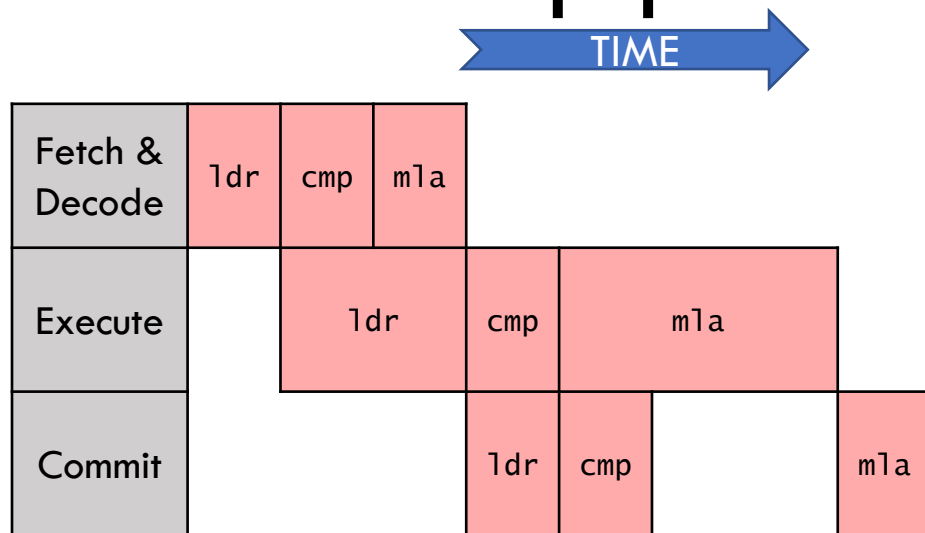 TIME
Fetch &
Decode
ldr
cmp
mla
Execute
ldr
cmp
mla
Commit
ldr
cmp
mla